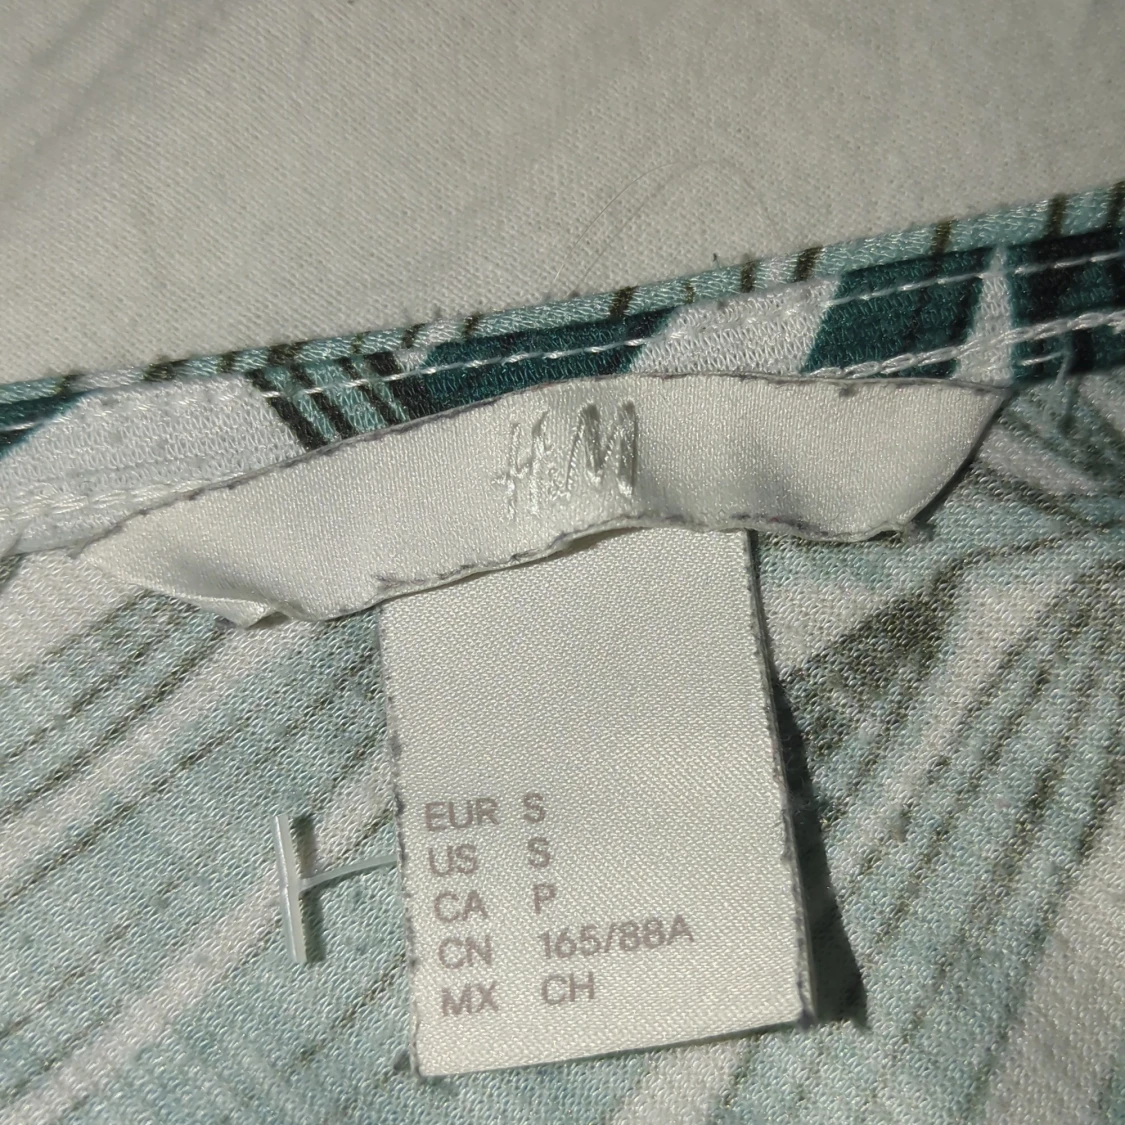 H&M
EUR S
US S
CA P
CN 165/88A
MX CH